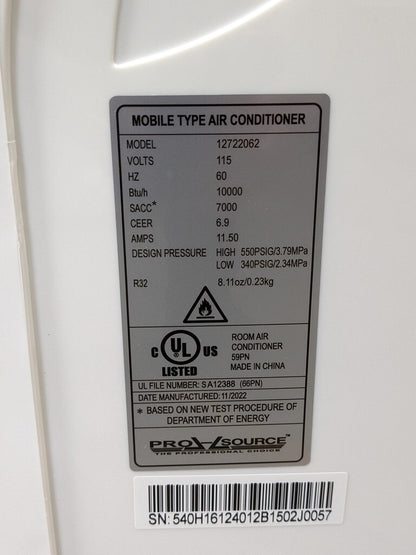 MOBILE TYPE AIR CONDITIONER
MODEL 12722062
VOLTS 115
HZ 60
Btu/h 10000
SACC* 7000
CEER 6.9
AMPS 11.50
DESIGN PRESSURE HIGH 550PSIG/3.79MPa
LOW 340PSIG/2.34MPa
R32 8.11oz/0.23kg
C UL US
LISTED
ROOM AIR
CONDITIONER
59PN
MADE IN CHINA
UL FILE NUMBER: SA12388 (66PN)
DATE MANUFACTURED: 11/2022
* BASED ON NEW TEST PROCEDURE OF
DEPARTMENT OF ENERGY
PRO SOURCE™
THE PROFESSIONAL CHOICE
SN: 540H16124012B1502J0057